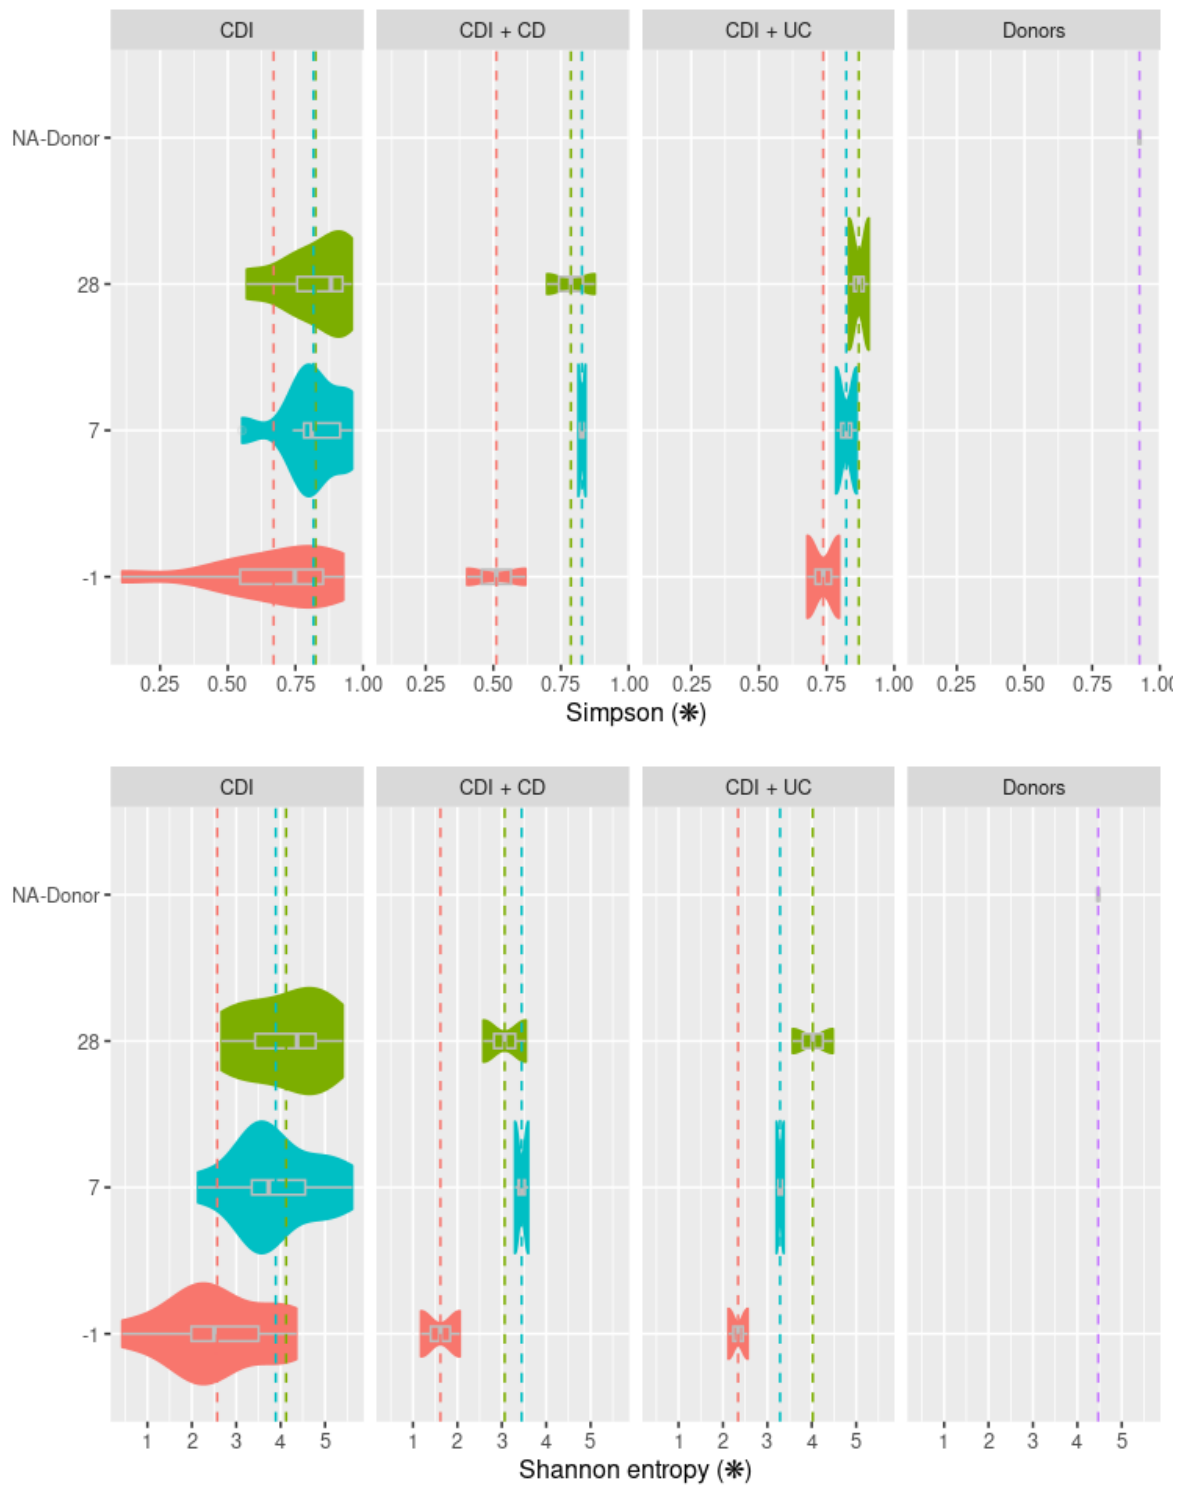 CDI CDI + CD CDI + UC Donors
NA-Donor
28
7
-1
0.25 0.50 0.75 1.00 0.25 0.50 0.75 1.00 0.25 0.50 0.75 1.00 0.25 0.50 0.75 1.0
Simpson (❋)
CDI CDI + CD CDI + UC Donors
NA-Donor
28
7
-1
1 2 3 4 5 1 2 3 4 5 1 2 3 4 5 1 2 3 4 5
Shannon entropy (❋)